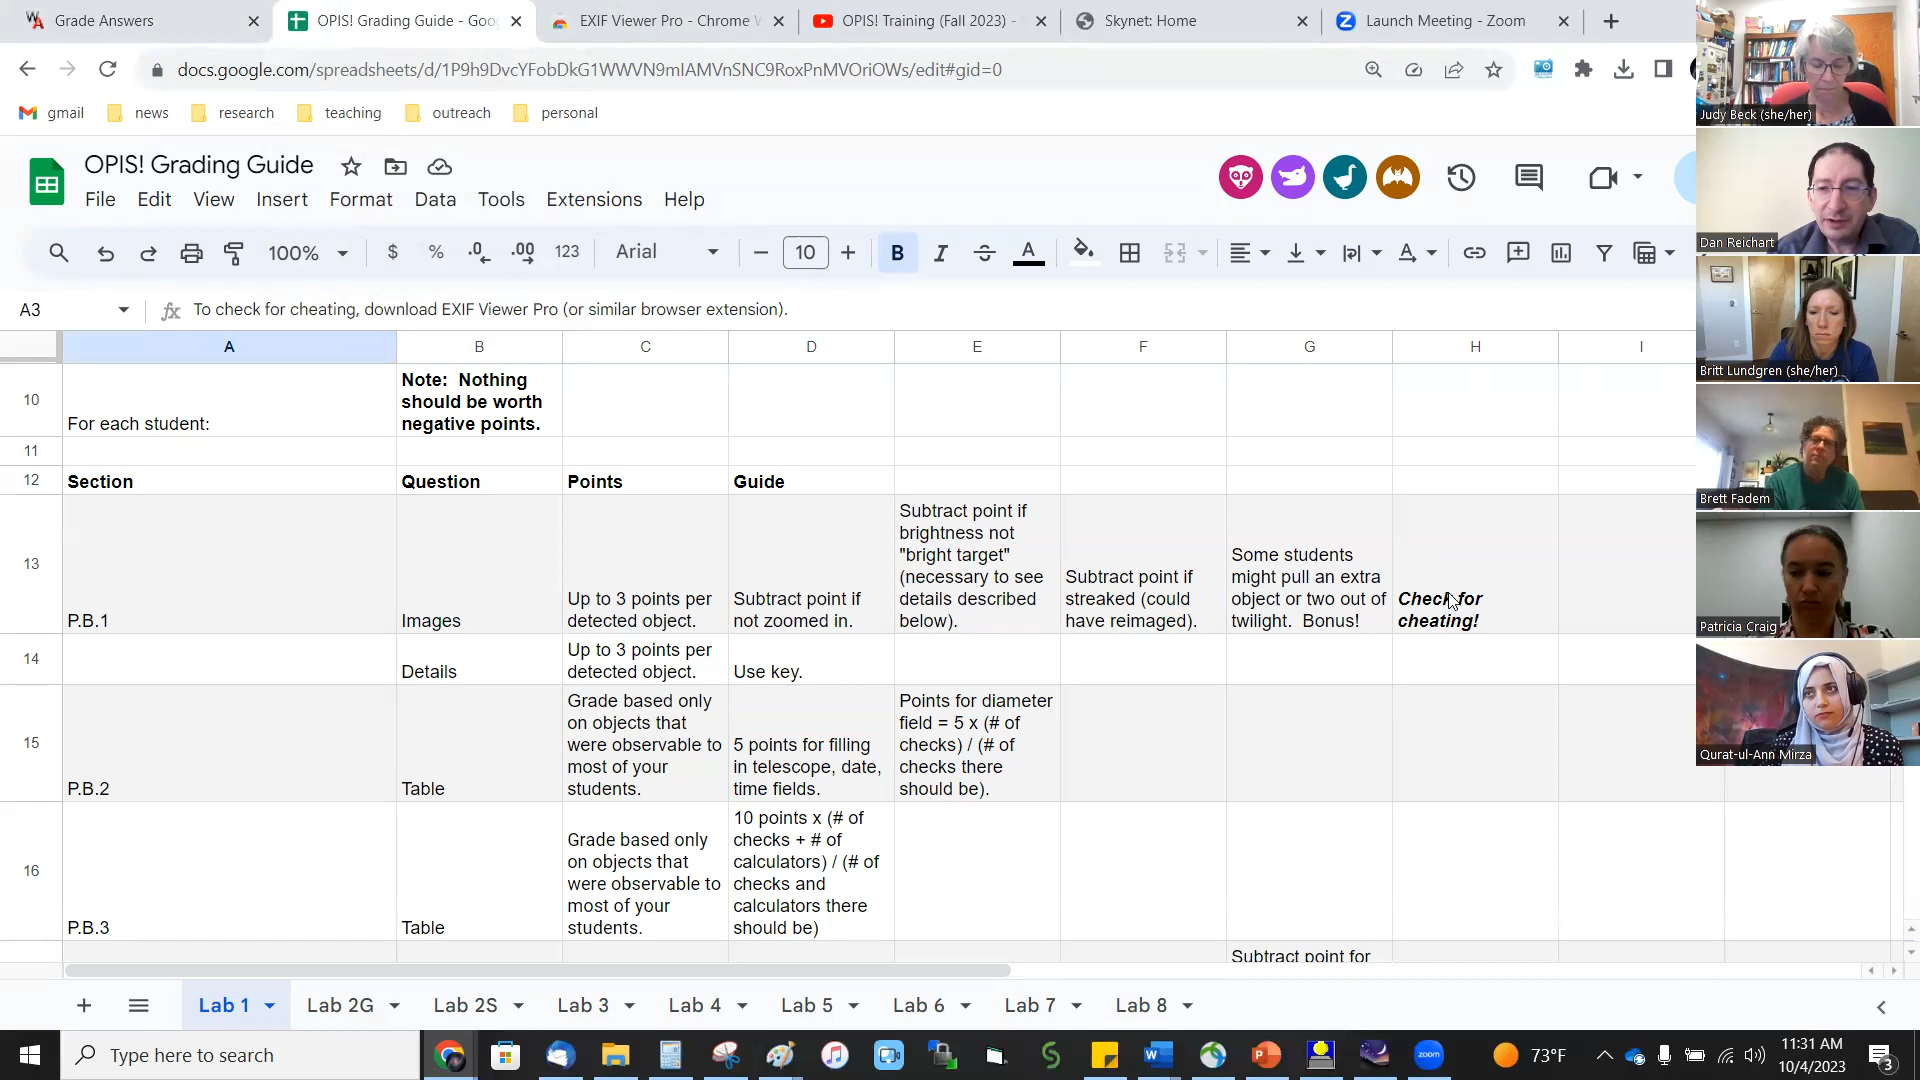 Grade Answers
OPIS! Grading Guide - Goo
EXIF Viewer Pro - Chrome W
OPIS! Training (Fall 2023) -
Skynet: Home
Launch Meeting - Zoom
docs.google.com/spreadsheets/d/1P9h9DvcYFobDkG1WWVN9mIAMVnSNC9RoxPnMVOriOWs/edit#gid=0
gmail
news
research
teaching
outreach
personal
OPIS! Grading Guide
File
Edit
View
Insert
Format
Data
Tools
Extensions
Help
100%
$
%
.0
.00
123
Arial
10
B
I
A
A3
To check for cheating, download EXIF Viewer Pro (or similar browser extension).
A
B
C
D
E
F
G
H
I
10
For each student:
Note: Nothing
should be worth
negative points.
11
12
Section
Question
Points
Guide
13
P.B.1
Images
Up to 3 points per
detected object.
Subtract point if
not zoomed in.
Subtract point if
brightness not
"bright target"
(necessary to see
details described
below).
Subtract point if
streaked (could
have reimaged).
Some students
might pull an extra
object or two out of
twilight. Bonus!
Check for
cheating!
14
Details
Up to 3 points per
detected object.
Use key.
15
P.B.2
Table
Grade based only
on objects that
were observable to
most of your
students.
5 points for filling
in telescope, date,
time fields.
Points for diameter
field = 5 x (# of
checks) / (# of
checks there
should be).
16
P.B.3
Table
Grade based only
on objects that
were observable to
most of your
students.
10 points x (# of
checks + # of
calculators) / (# of
checks and
calculators there
should be)
Subtract point for
Lab 1
Lab 2G
Lab 2S
Lab 3
Lab 4
Lab 5
Lab 6
Lab 7
Lab 8
Type here to search
73°F
11:31 AM
10/4/2023
3
Judy Beck (she/her)
Dan Reichart
Britt Lundgren (she/her)
Brett Fadem
Patricia Craig
Qurat-ul-Ann Mirza